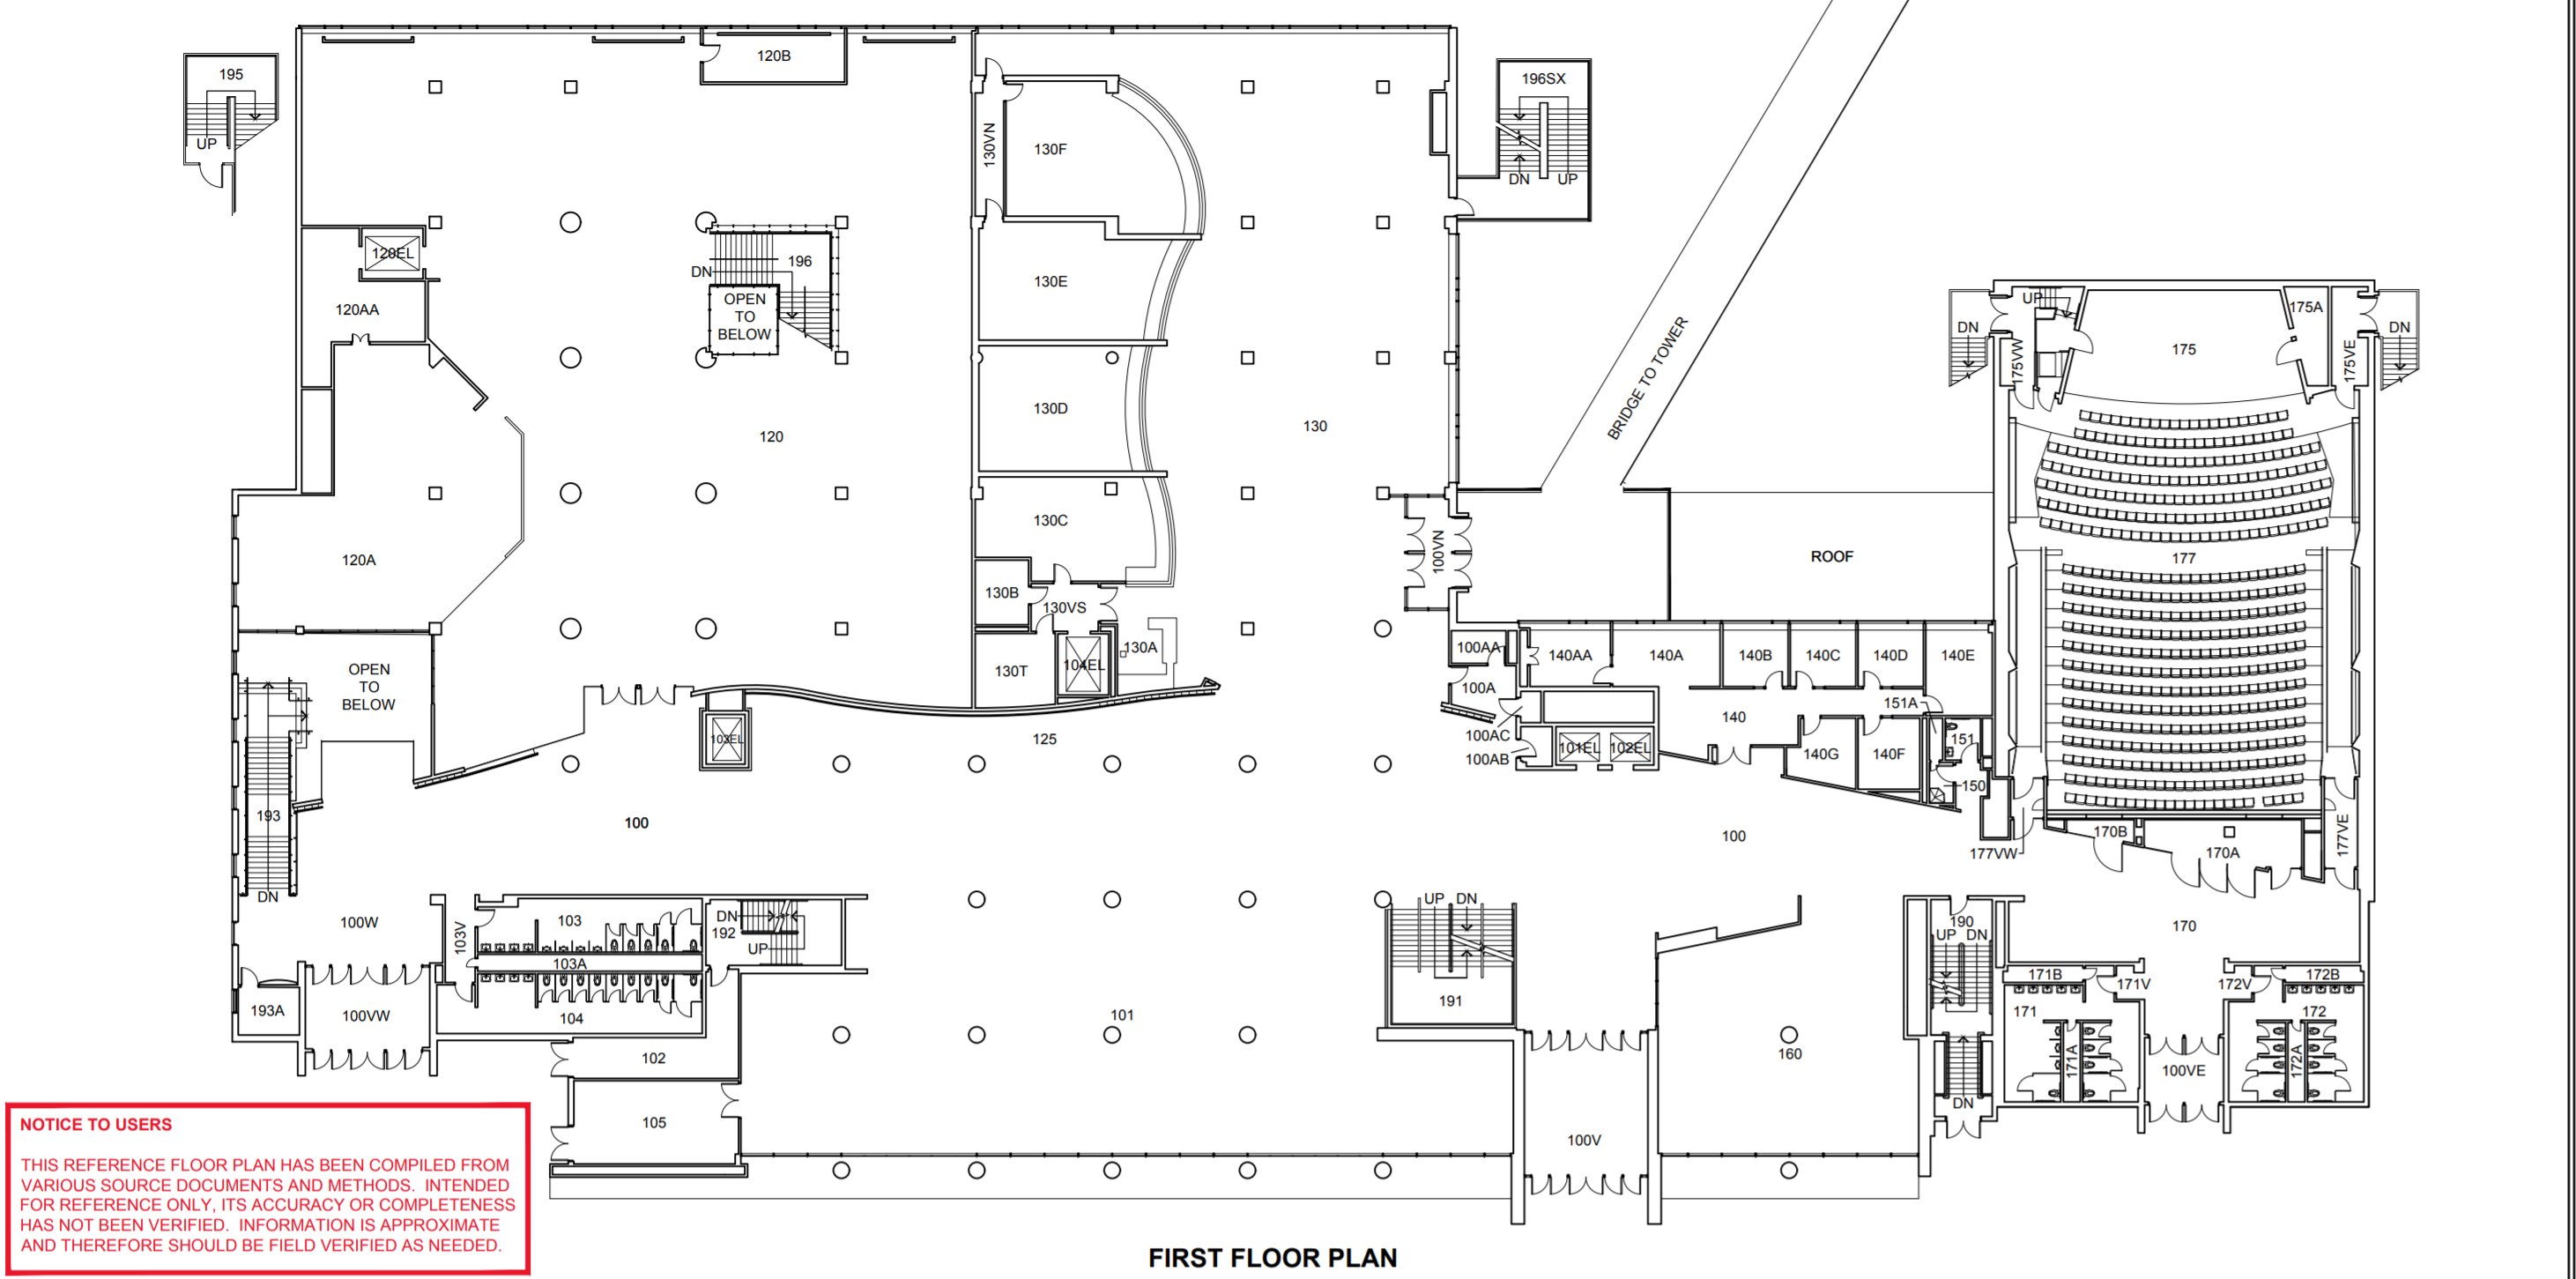 120B
195
196SX
UP
130VN
130F
DN
UP
120EL
196
DN
130E
OPEN
TO
BELOW
120AA
UP
175A
DN
DN
175
175VW
175VE
BRIDGE TO TOWER
130D
130
120
130C
100VN
ROOF
177
120A
130B
130VS
130A
104EL
130T
100AA
140AA
140A
140B
140C
140D
140E
OPEN
TO
BELOW
100A
151A
140
103EL
125
100AC
100AB
101EL
102EL
140G
140F
151
150
193
100
100
177VW
170B
170A
177VE
DN
UP
DN
100W
103V
103
DN
192
UP
103A
190
UP
DN
170
171B
171V
172V
172B
193A
100VW
104
191
101
171
172
102
160
171A
172A
100VE
DN
105
100V
NOTICE TO USERS
THIS REFERENCE FLOOR PLAN HAS BEEN COMPILED FROM
VARIOUS SOURCE DOCUMENTS AND METHODS. INTENDED
FOR REFERENCE ONLY, ITS ACCURACY OR COMPLETENESS
HAS NOT BEEN VERIFIED. INFORMATION IS APPROXIMATE
AND THEREFORE SHOULD BE FIELD VERIFIED AS NEEDED.
FIRST FLOOR PLAN